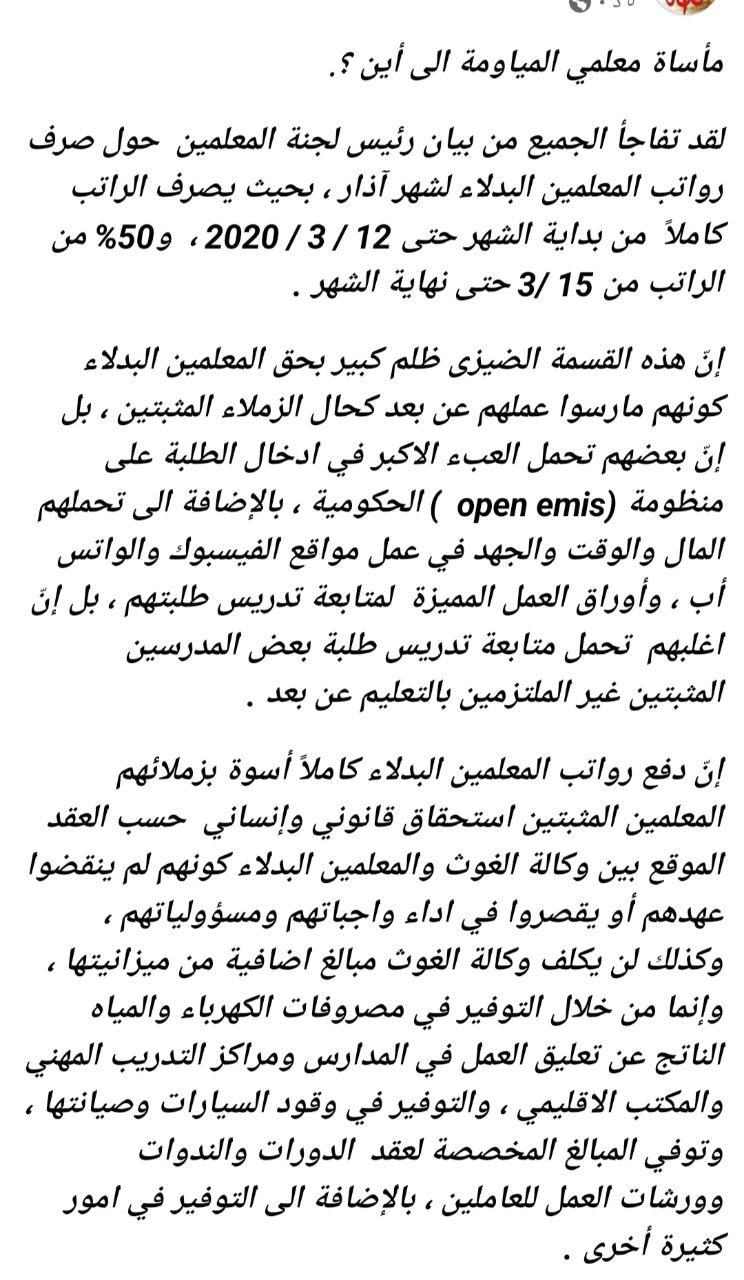 مأساة معلمي المياومة الى أين ؟.
لقد تفاجأ الجميع من بيان رئيس لجنة المعلمين حول صرف
رواتب المعلمين البدلاء لشهر آذار ، بحيث يصرف الراتب
كاملاً من بداية الشهر حتى 12 / 3 / 2020 ، و50% من
الراتب من 15 /3 حتى نهاية الشهر .
إنّ هذه القسمة الضيزى ظلم كبير بحق المعلمين البدلاء
كونهم مارسوا عملهم عن بعد كحال الزملاء المثبتين ، بل
إنّ بعضهم تحمل العبء الاكبر في ادخال الطلبة على
منظومة (open emis ) الحكومية ، بالإضافة الى تحملهم
المال والوقت والجهد في عمل مواقع الفيسبوك والواتس
أب ، وأوراق العمل المميزة لمتابعة تدريس طلبتهم ، بل إنّ
اغلبهم تحمل متابعة تدريس طلبة بعض المدرسين
المثبتين غير الملتزمين بالتعليم عن بعد .
إنّ دفع رواتب المعلمين البدلاء كاملاً أسوة بزملائهم
المعلمين المثبتين استحقاق قانوني وإنساني حسب العقد
الموقع بين وكالة الغوث والمعلمين البدلاء كونهم لم ينقضوا
عهدهم أو يقصروا في اداء واجباتهم ومسؤولياتهم ،
وكذلك لن يكلف وكالة الغوث مبالغ اضافية من ميزانيتها ،
وإنما من خلال التوفير في مصروفات الكهرباء والمياه
الناتج عن تعليق العمل في المدارس ومراكز التدريب المهني
والمكتب الاقليمي ، والتوفير في وقود السيارات وصيانتها ،
وتوفي المبالغ المخصصة لعقد الدورات والندوات
وورشات العمل للعاملين ، بالإضافة الى التوفير في امور
كثيرة أخرى .